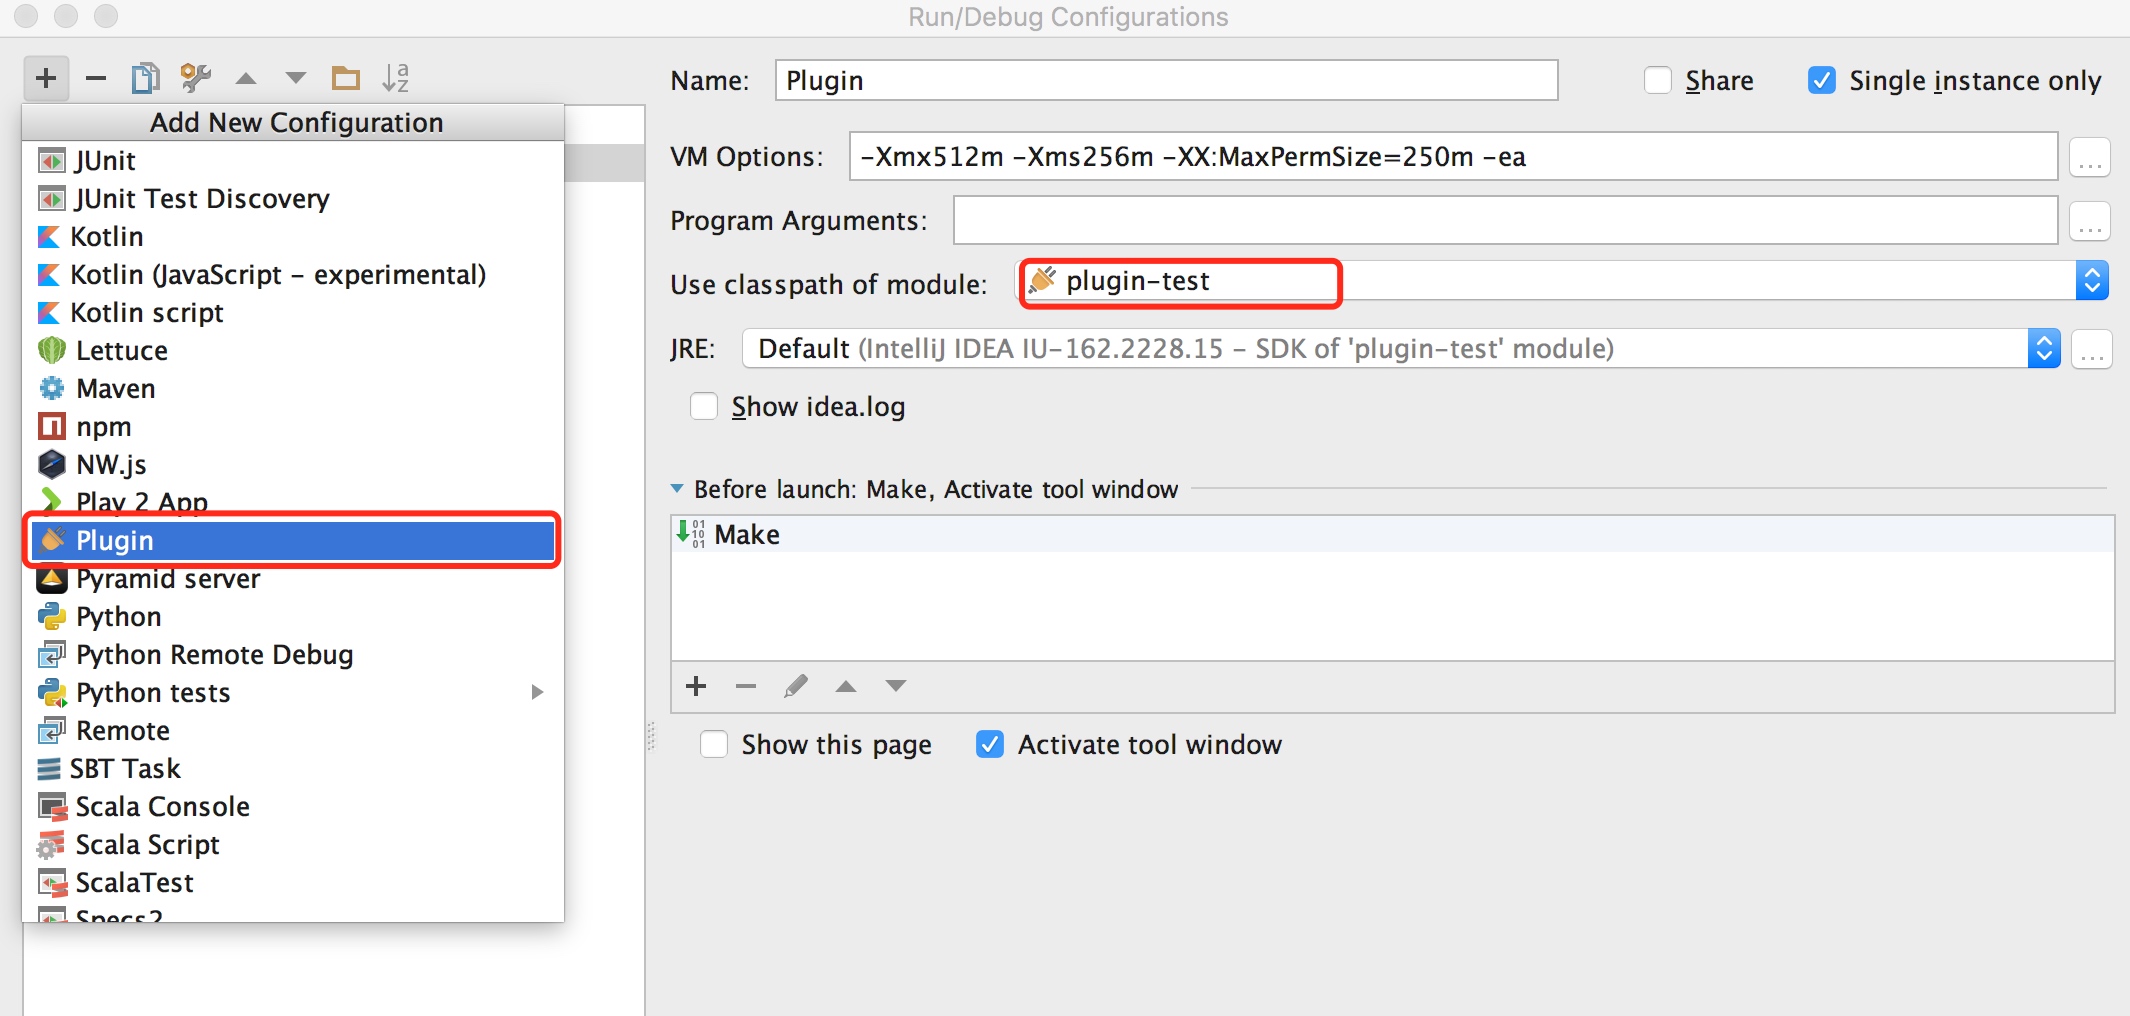 Run/Debug Configurations
Add New Configuration
JUnit
JUnit Test Discovery
Kotlin
Kotlin (JavaScript – experimental)
Kotlin script
Lettuce
Maven
npm
NW.js
Play 2 App
Plugin
Pyramid server
Python
Python Remote Debug
Python tests
Remote
SBT Task
Scala Console
Scala Script
ScalaTest
Specs2
Name: Plugin
Share
Single instance only
VM Options: -Xmx512m -Xms256m -XX:MaxPermSize=250m -ea
Program Arguments:
Use classpath of module: plugin-test
JRE: Default (IntelliJ IDEA IU-162.2228.15 – SDK of 'plugin-test' module)
Show idea.log
Before launch: Make, Activate tool window
Make
Show this page
Activate tool window